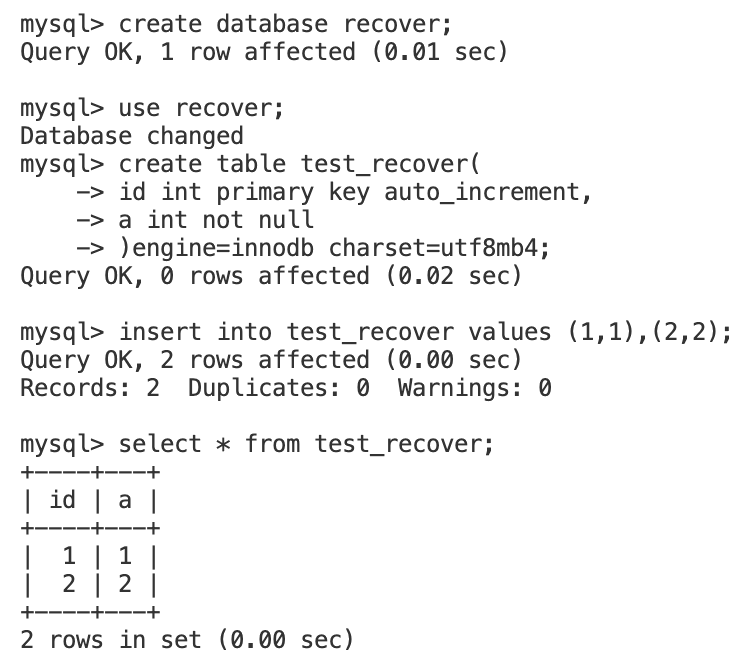 mysql> create database recover;
Query OK, 1 row affected (0.01 sec)

mysql> use recover;
Database changed
mysql> create table test_recover(
    -> id int primary key auto_increment,
    -> a int not null
    -> )engine=innodb charset=utf8mb4;
Query OK, 0 rows affected (0.02 sec)

mysql> insert into test_recover values (1,1),(2,2);
Query OK, 2 rows affected (0.00 sec)
Records: 2  Duplicates: 0  Warnings: 0

mysql> select * from test_recover;
+----+---+
| id | a |
+----+---+
|  1 | 1 |
|  2 | 2 |
+----+---+
2 rows in set (0.00 sec)